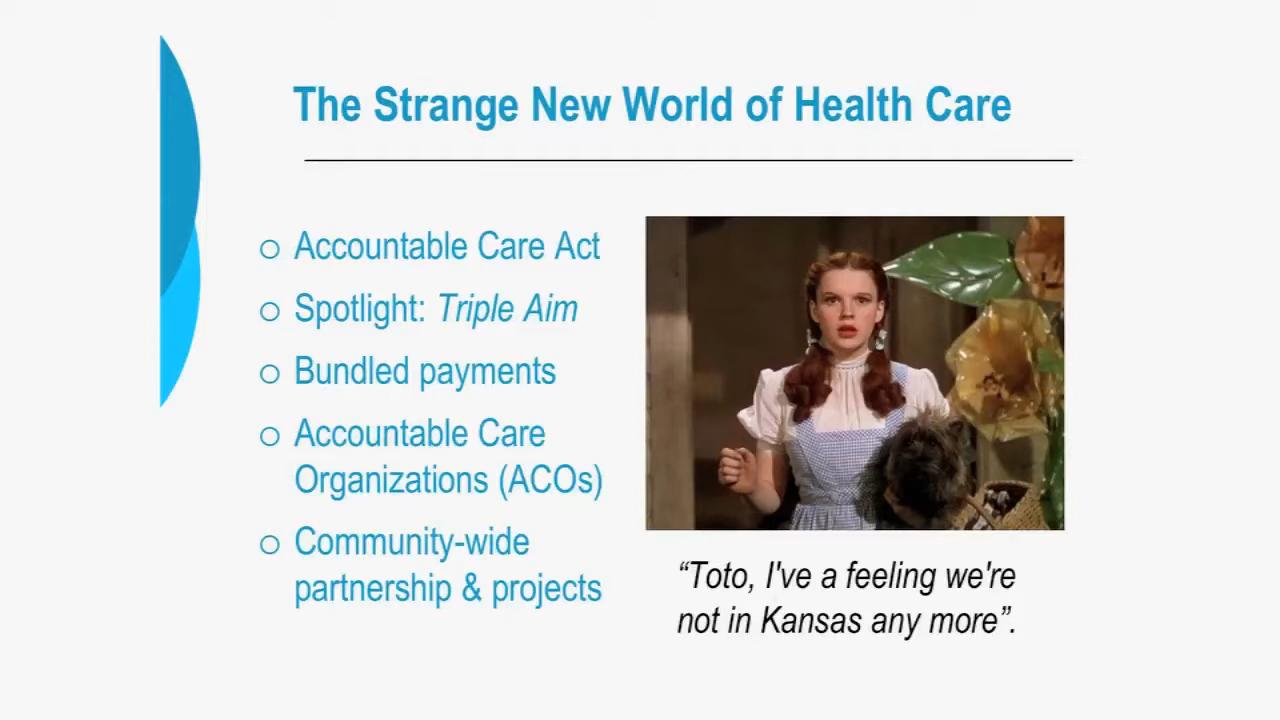 The Strange New World of Health Care
○ Accountable Care Act
○ Spotlight: Triple Aim
○ Bundled payments
○ Accountable Care
Organizations (ACOs)
○ Community-wide
partnership & projects
“Toto, I've a feeling we're
not in Kansas any more”.